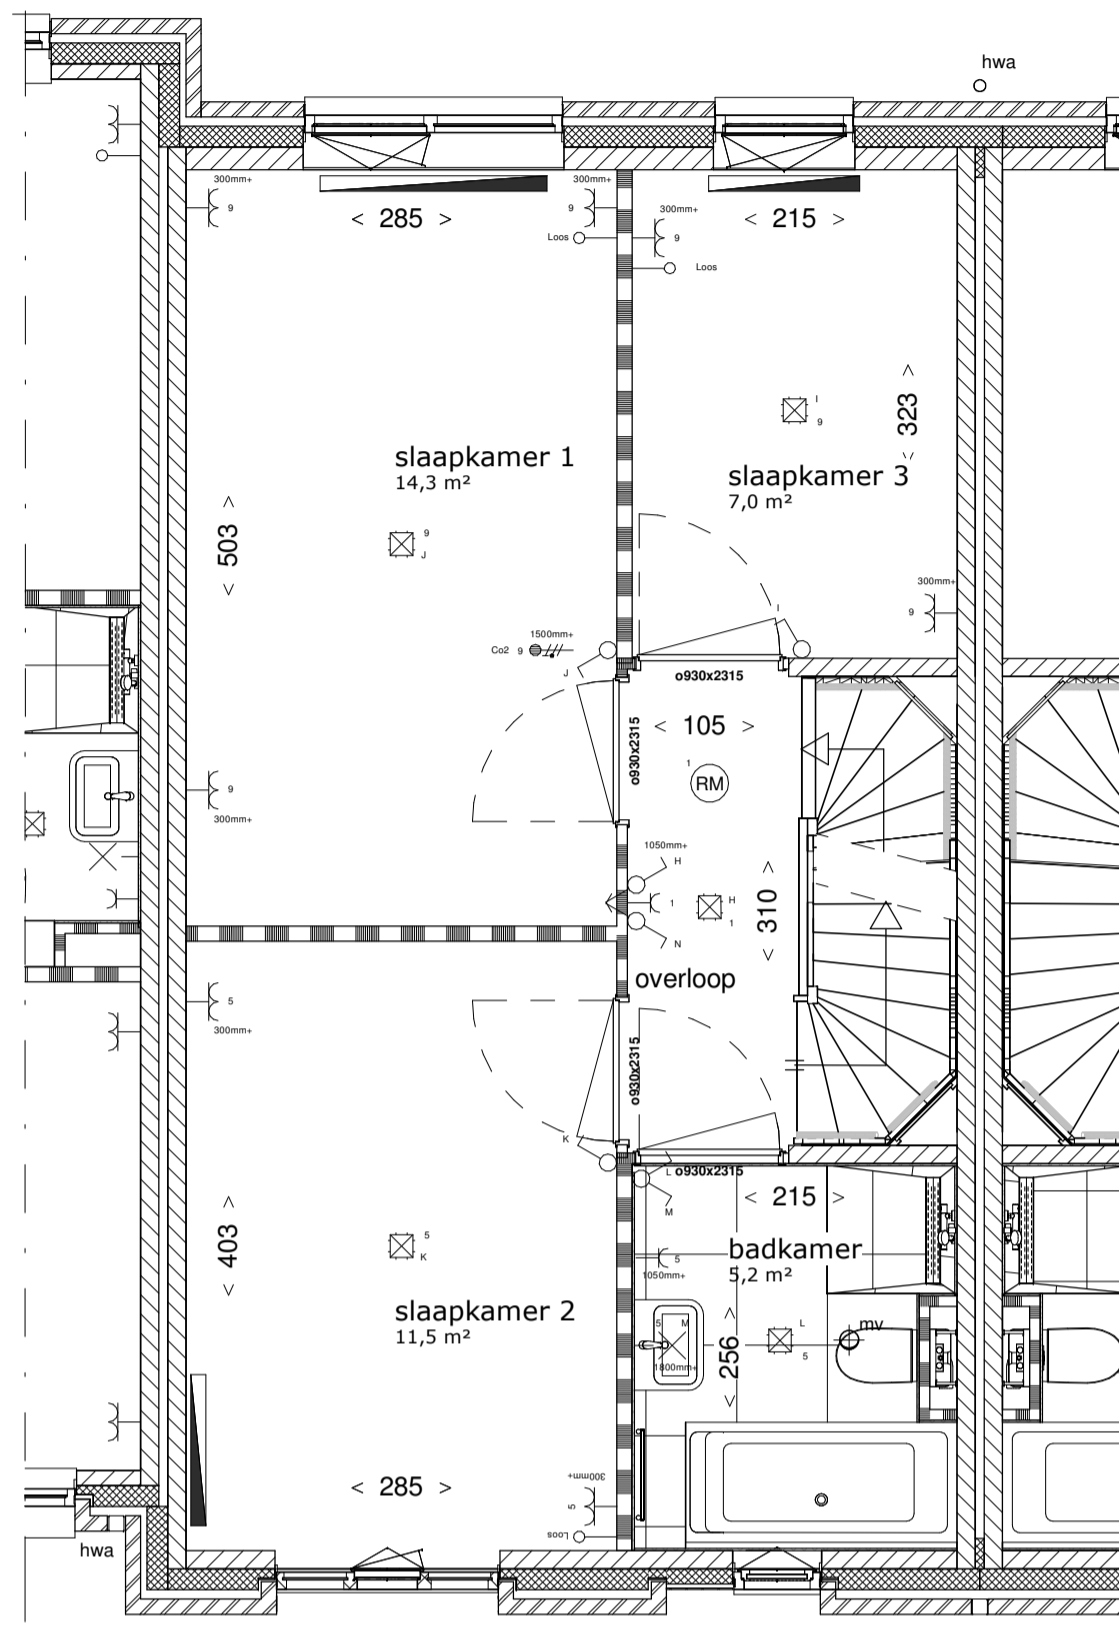 hwa
300mm+
9
< 285 >
300mm+
9
Loos
300mm+
9
Loos
< 215 >
< 323 >
I
9
slaapkamer 1
14,3 m²
slaapkamer 3
7,0 m²
< 503 >
9
J
300mm+
9
I
1500mm+
Co2 9
J
o930x2315
o930x2315
< 105 >
1
RM
9
300mm+
1050mm+
H
1
N
H
1
< 310 >
overloop
5
300mm+
o930x2315
K
L
o930x2315
M
< 215 >
< 403 >
5
K
badkamer
5,2 m²
5
1050mm+
slaapkamer 2
11,5 m²
5 M
1800mm+
< 256 >
L
5
mv
< 285 >
300mm+
5
Loos
hwa